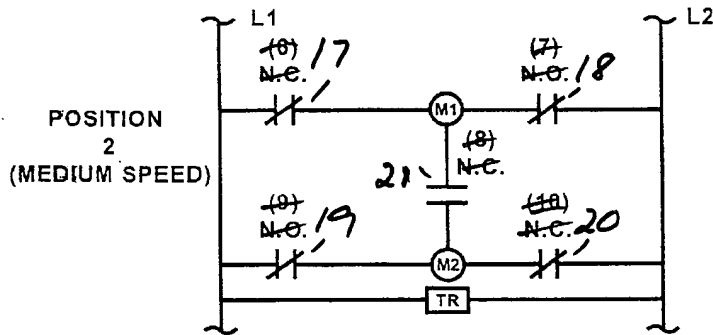 L1
L2
(6)
N.C. 17
(7)
N.O. 18
POSITION
2
(MEDIUM SPEED)
M1
(8)
N.C.
21
(9)
N.O. 19
(10)
N.C. 20
M2
TR